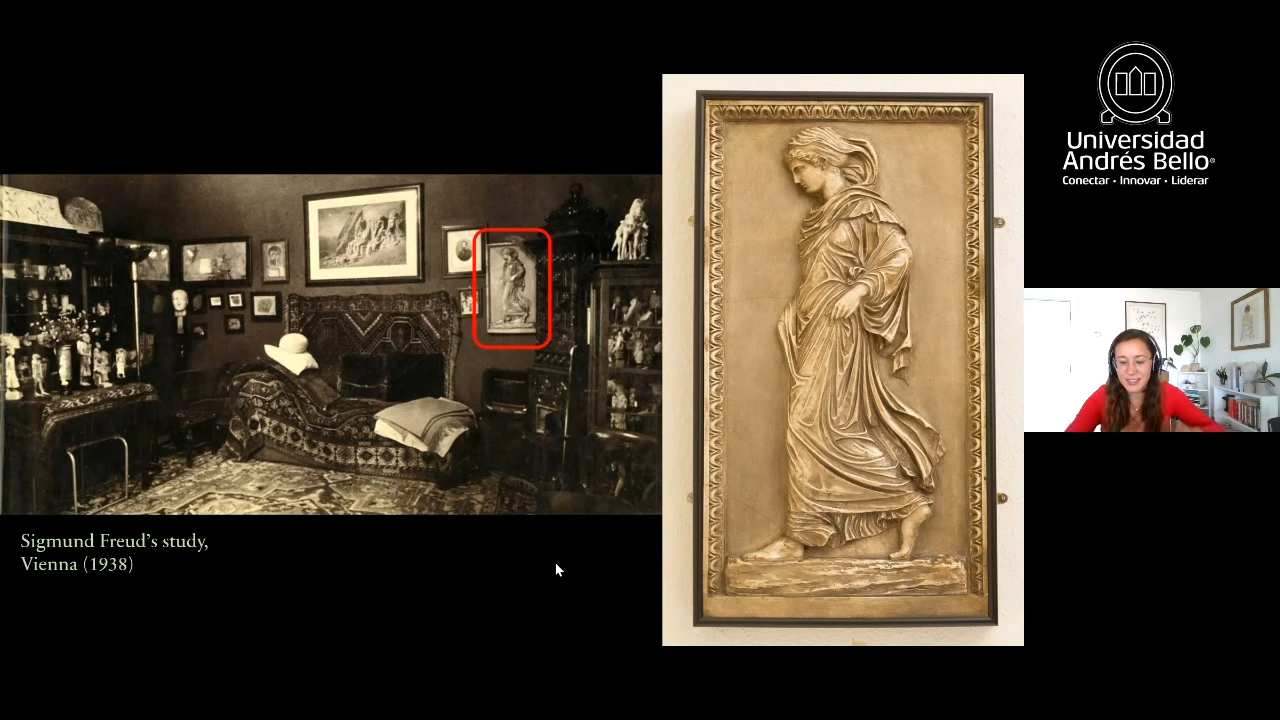 Universidad
Andrés Bello®
Conectar · Innovar · Liderar
Sigmund Freud’s study,
Vienna (1938)